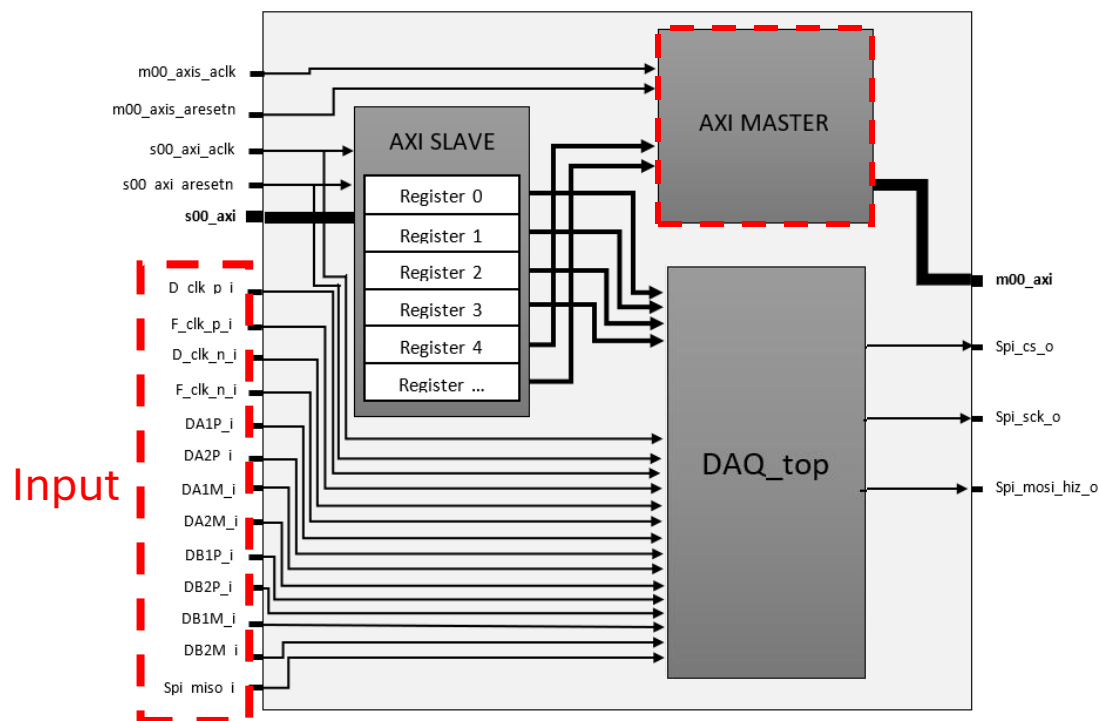 m00_axis_aclk
m00_axis_aresetn
s00_axi_aclk
s00_axi_aresetn
s00_axi
D_clk_p_i
F_clk_p_i
D_clk_n_i
F_clk_n_i
DA1P_i
DA2P_i
DA1M_i
DA2M_i
DB1P_i
DB2P_i
DB1M_i
DB2M_i
Spi_miso_i
Input
AXI SLAVE
Register 0
Register 1
Register 2
Register 3
Register 4
Register ...
AXI MASTER
DAQ_top
m00_axi
Spi_cs_o
Spi_sck_o
Spi_mosi_hiz_o